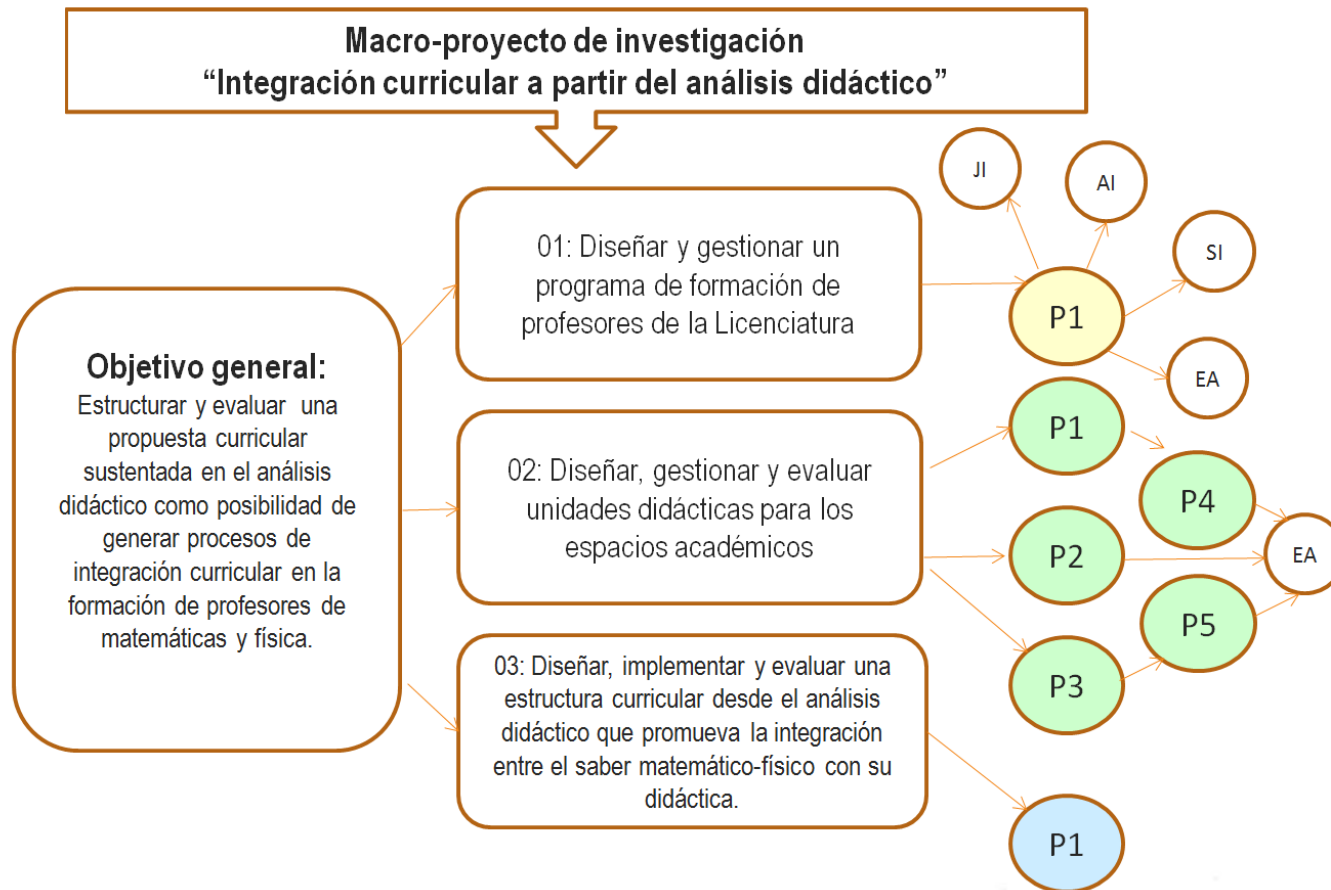 Macro-proyecto de investigación
“Integración curricular a partir del análisis didáctico”
Objetivo general:
Estructurar y evaluar una
propuesta curricular
sustentada en el análisis
didáctico como posibilidad de
generar procesos de
integración curricular en la
formación de profesores de
matemáticas y física.
01: Diseñar y gestionar un
programa de formación de
profesores de la Licenciatura
JI
AI
SI
P1
EA
02: Diseñar, gestionar y evaluar
unidades didácticas para los
espacios académicos
P1
P4
P2
EA
P5
P3
03: Diseñar, implementar y evaluar una
estructura curricular desde el análisis
didáctico que promueva la integración
entre el saber matemático-físico con su
didáctica.
P1